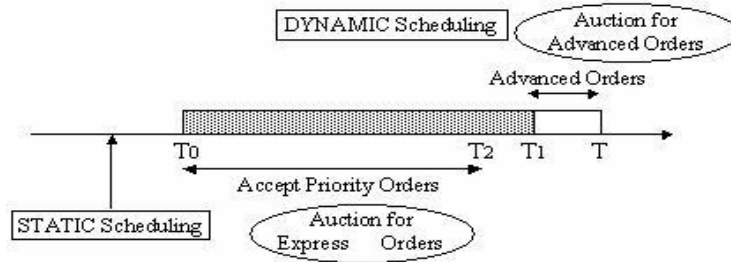 DYNAMIC Scheduling
Auction for
Advanced Orders
Advanced Orders
T0
T2
T1
T
Accept Priority Orders
STATIC Scheduling
Auction for
Express Orders